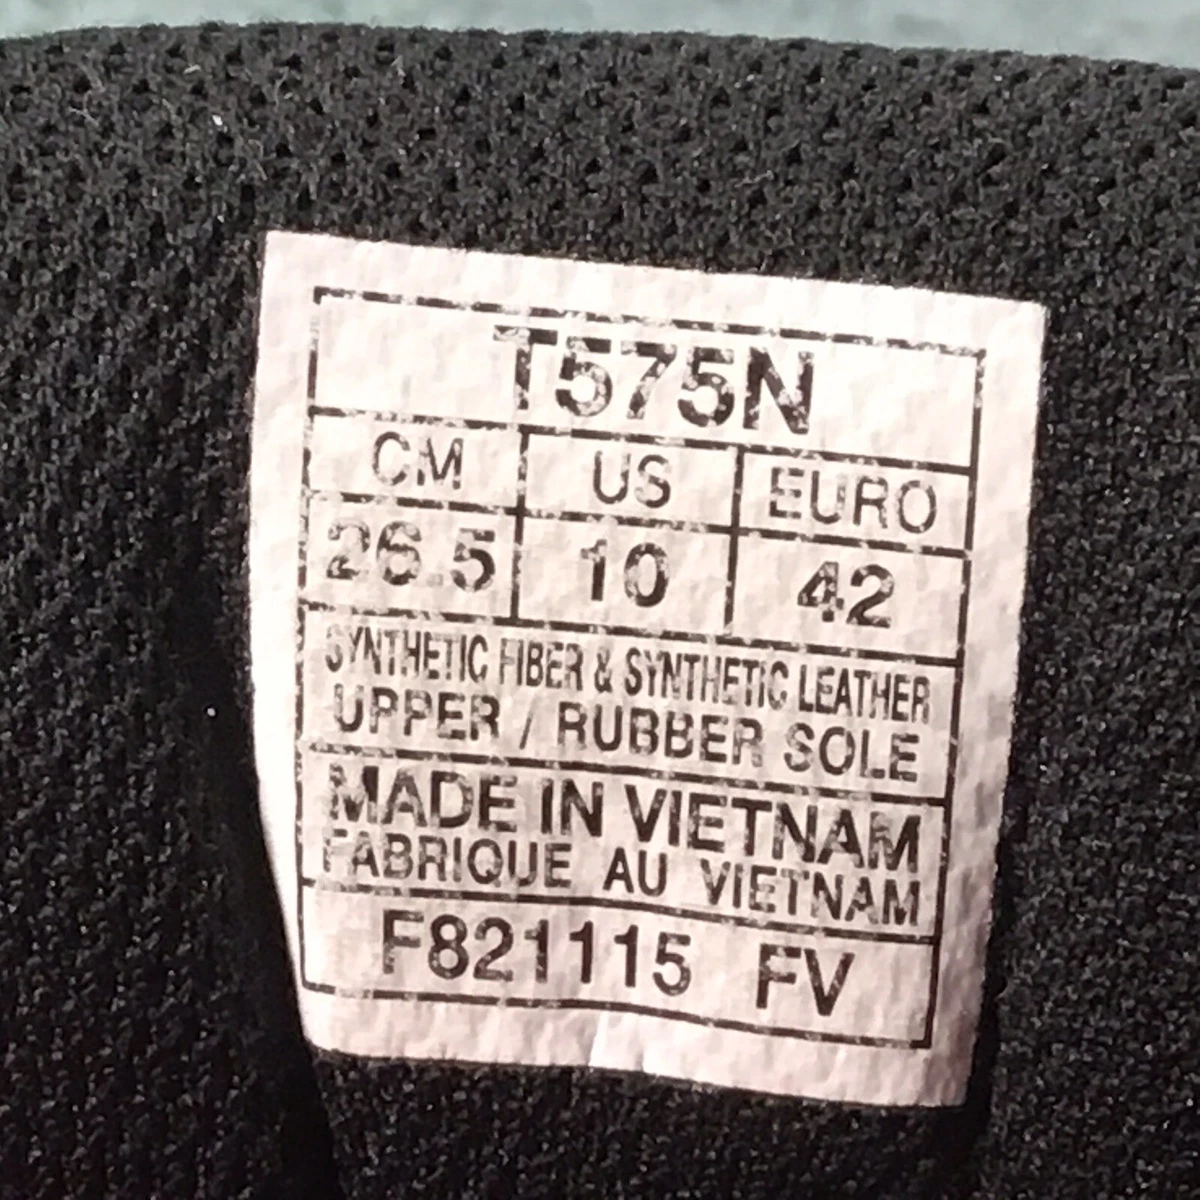 T575N
CM US EURO
26.5 10 42
SYNTHETIC FIBER & SYNTHETIC LEATHER
UPPER / RUBBER SOLE
MADE IN VIETNAM
FABRIQUE AU VIETNAM
F821115 FV